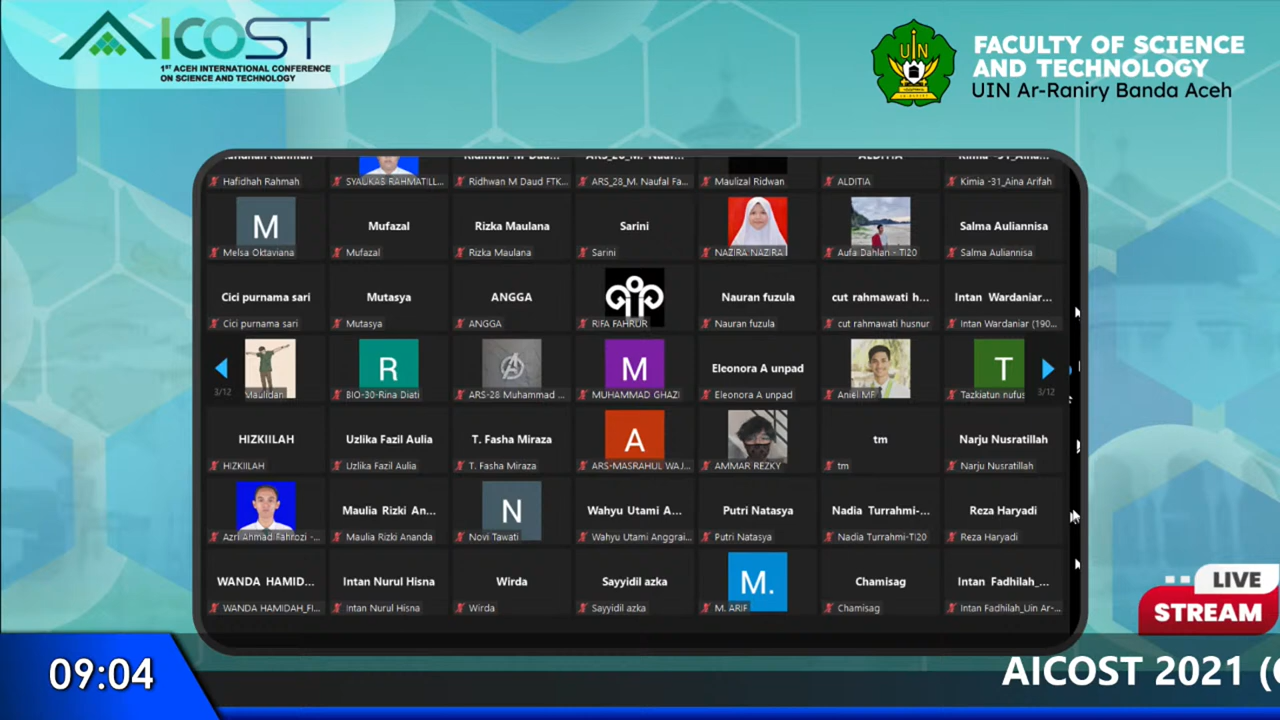 AICOST
1ST ACEH INTERNATIONAL CONFERENCE
ON SCIENCE AND TECHNOLOGY
UIN
FACULTY OF SCIENCE
AND TECHNOLOGY
UIN Ar-Raniry Banda Aceh
Hafidhah Rahmah
SYAUKAS RAHMATILL...
Ridhwan M Daud FTK...
ARS_28_M. Naufal Fa...
Maulizal Ridwan
ALDITIA
Kimia -31_Aina Arifah
M
Mufazal
Rizka Maulana
Sarini
Salma Auliannisa
Melsa Oktaviana
Mufazal
Rizka Maulana
Sarini
NAZIRA NAZIRA
Aufa Dahlan - TI20
Salma Auliannisa
Cici purnama sari
Mutasya
ANGGA
Nauran fuzula
cut rahmawati h...
Intan Wardaniar...
Cici purnama sari
Mutasya
ANGGA
RIFA FAHRUR
Nauran fuzula
cut rahmawati husnur
Intan Wardaniar (190...
R
M
Eleonora A unpad
T
3/12
Maulidan
BIO-30-Rina Diati
ARS-28 Muhammad ...
MUHAMMAD GHAZI
Eleonora A unpad
Aniel MF
Tazkiatun nufus
3/12
HIZKIILAH
Uzlika Fazil Aulia
T. Fasha Miraza
A
tm
Narju Nusratillah
HIZKIILAH
Uzlika Fazil Aulia
T. Fasha Miraza
ARS-MASRAHUL WAJ...
AMMAR REZKY
tm
Narju Nusratillah
Maulia Rizki An...
N
Wahyu Utami A...
Putri Natasya
Nadia Turrahmi-...
Reza Haryadi
Azri Ahmad Fahrozi -...
Maulia Rizki Ananda
Novi Tawati
Wahyu Utami Anggrai...
Putri Natasya
Nadia Turrahmi-TI20
Reza Haryadi
WANDA HAMID...
Intan Nurul Hisna
Wirda
Sayyidil azka
M.
Chamisag
Intan Fadhilah_...
WANDA HAMIDAH_FI...
Intan Nurul Hisna
Wirda
Sayyidil azka
M. ARIF
Chamisag
Intan Fadhilah_Uin Ar-...
LIVE
STREAM
09:04
AICOST 2021 (